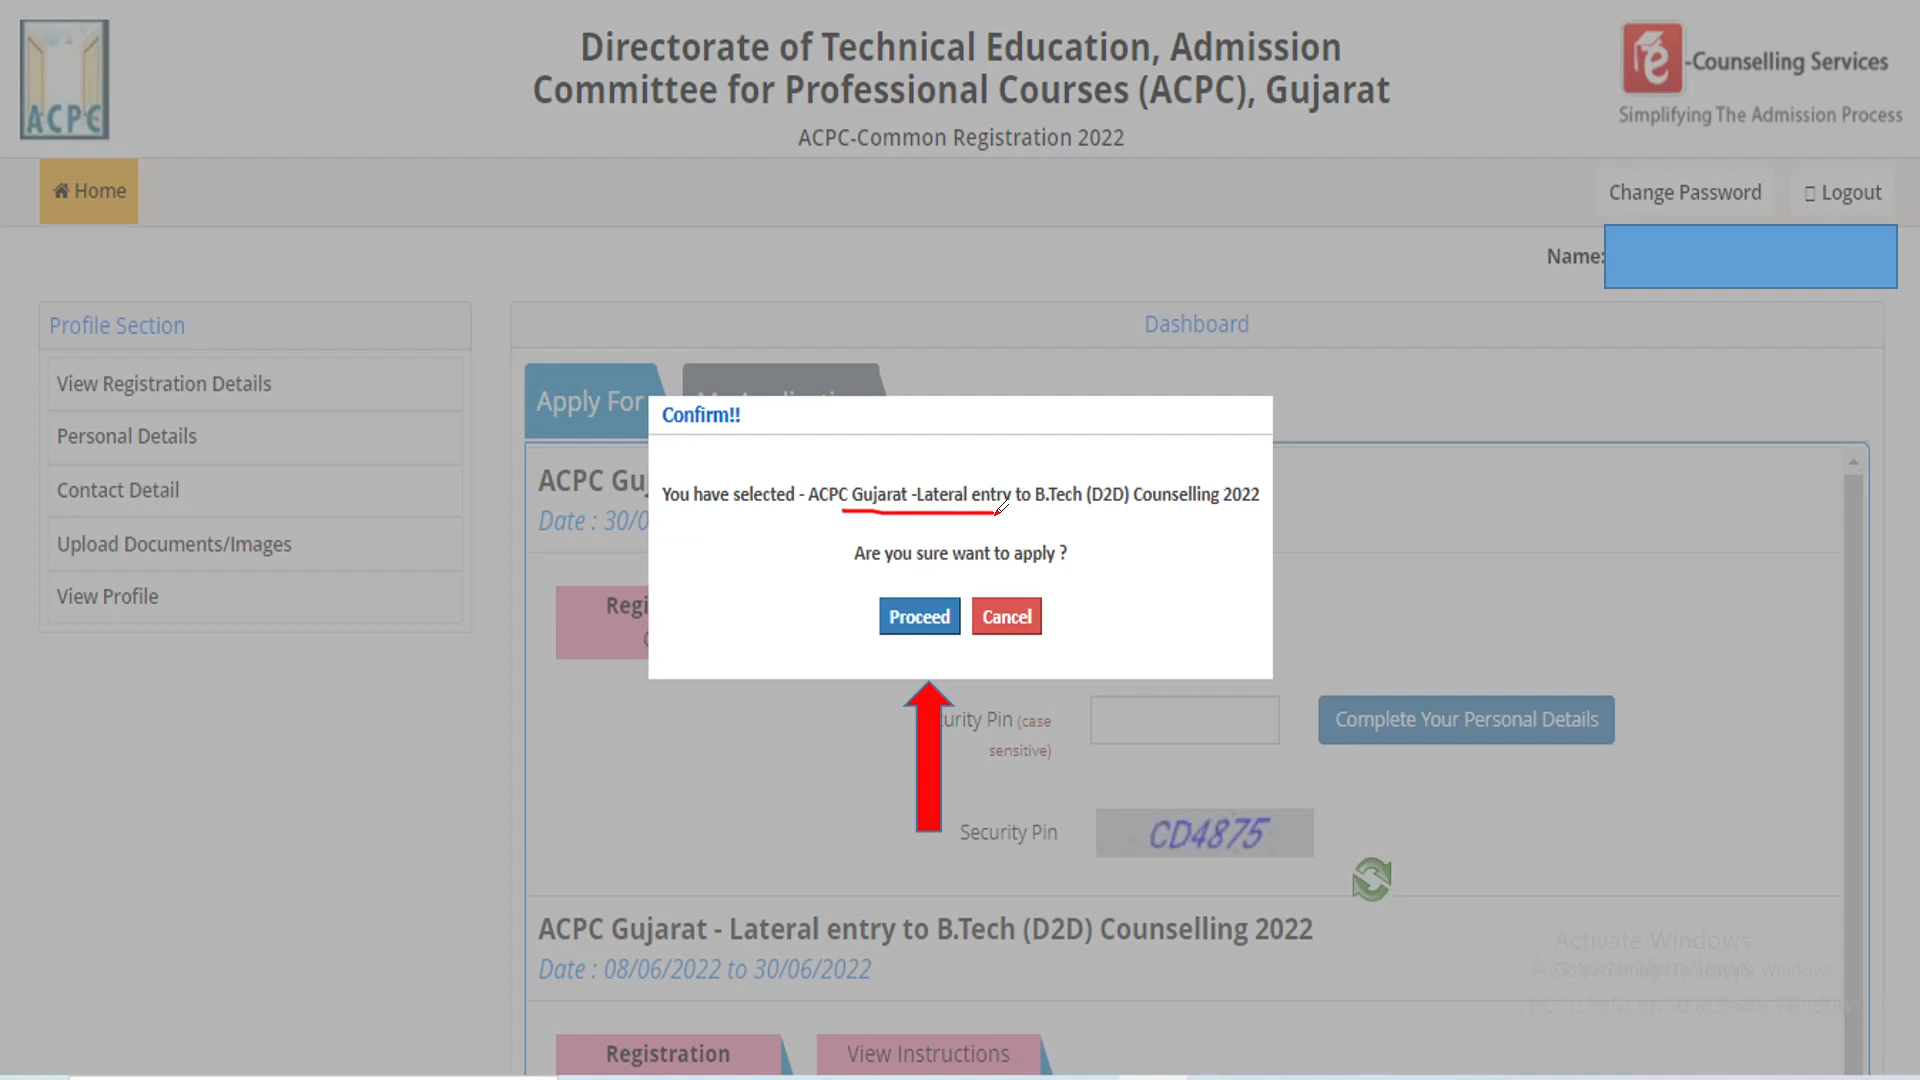 ACPC
Directorate of Technical Education, Admission
Committee for Professional Courses (ACPC), Gujarat
ACPC-Common Registration 2022
e-Counselling Services
Simplifying The Admission Process
Home
Change Password
Logout
Name:
Profile Section
View Registration Details
Personal Details
Contact Detail
Upload Documents/Images
View Profile
Dashboard
Apply For
Confirm!!
You have selected - ACPC Gujarat -Lateral entry to B.Tech (D2D) Counselling 2022
Are you sure want to apply ?
Proceed
Cancel
ACPC
Date : 30/0
(case
sensitive)
Pin
Complete Your Personal Details
Security Pin
CD4875
ACPC Gujarat - Lateral entry to B.Tech (D2D) Counselling 2022
Date : 08/06/2022 to 30/06/2022
Registration
View Instructions
Activate Windows